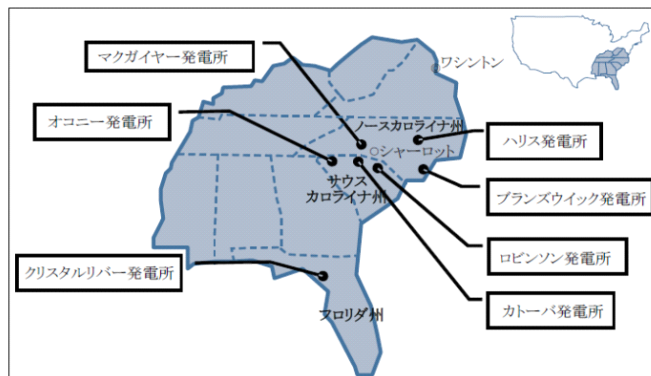 マクガイヤー発電所
ワシントン
オコニー発電所
ノースカロライナ州
ハリス発電所
○シャーロット
サウス
カロライナ州
ブランズウイック発電所
ロビンソン発電所
クリスタルリバー発電所
カトーバ発電所
フロリダ州